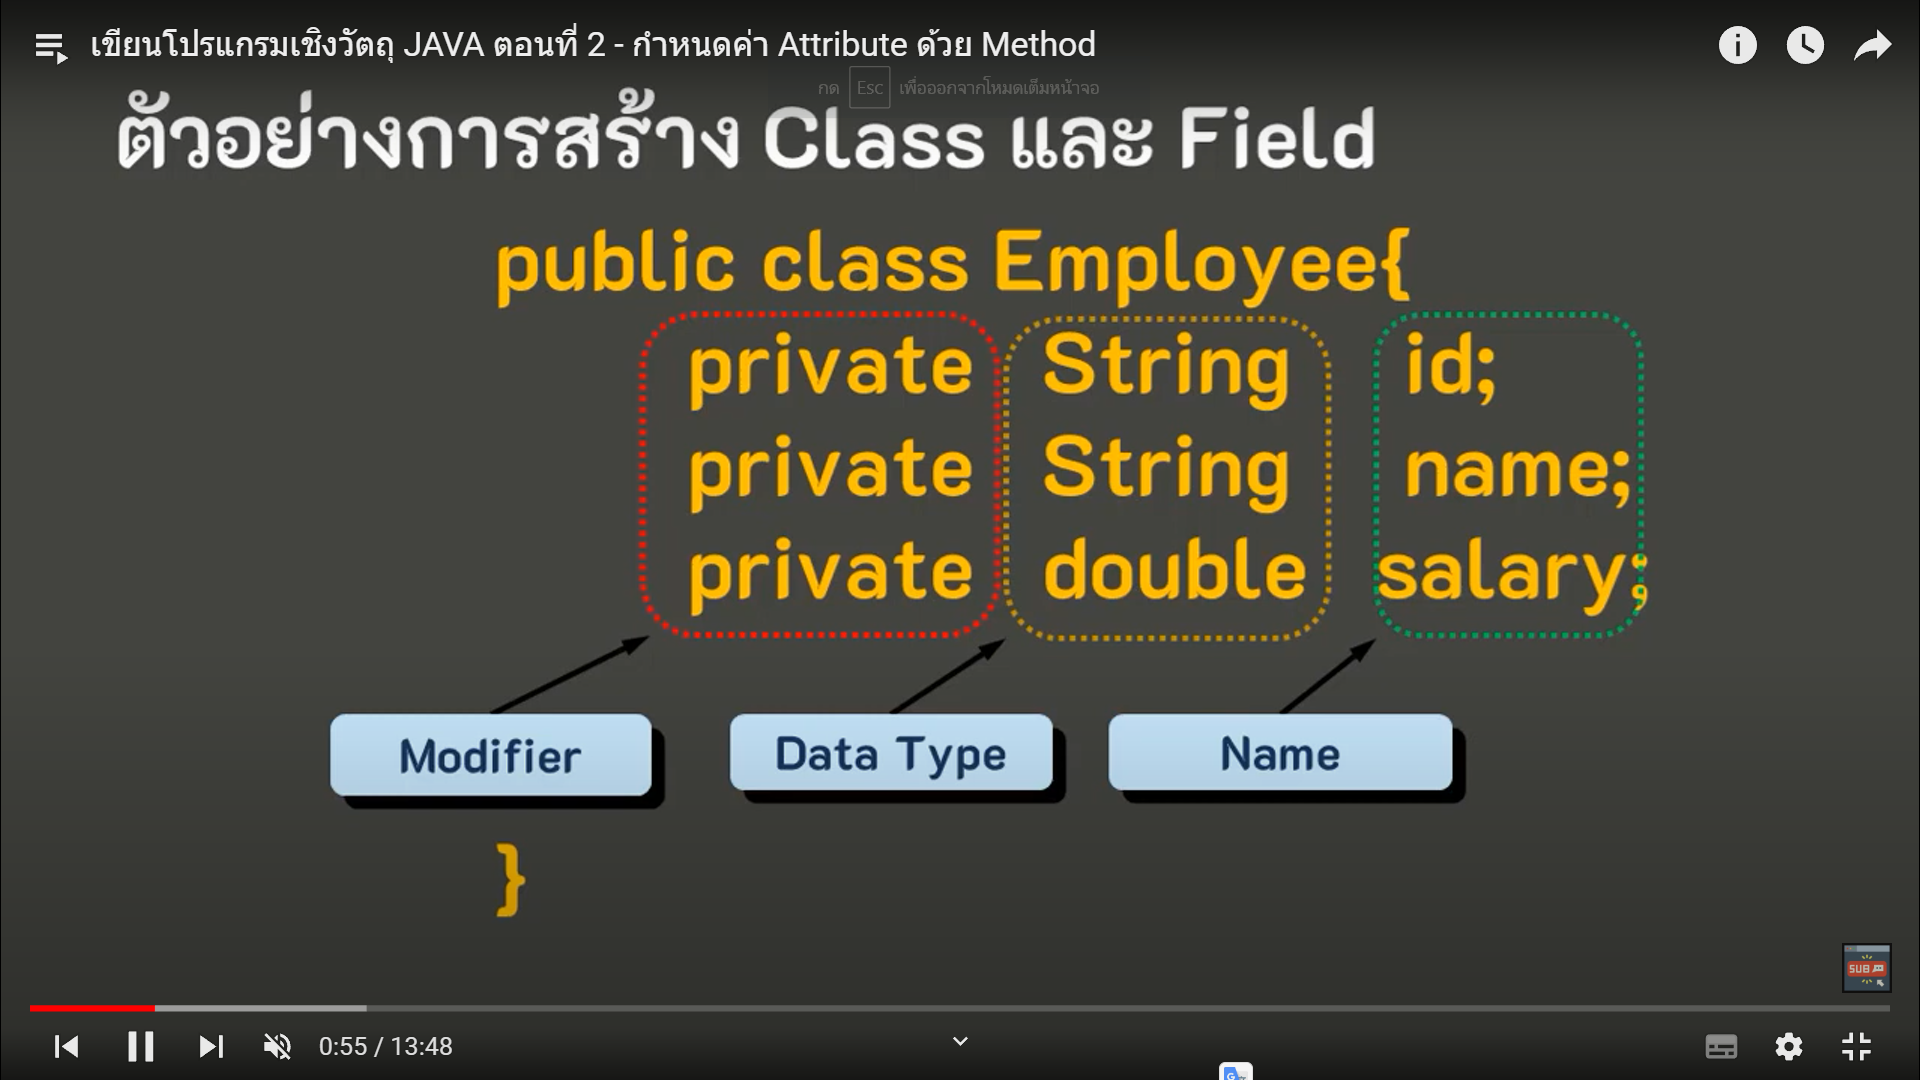 เขียนโปรแกรมเชิงวัตถุ JAVA ตอนที่ 2 - กำหนดค่า Attribute ด้วย Method
กด Esc เพื่อออกจากโหมดเต็มหน้าจอ
ตัวอย่างการสร้าง Class และ Field
public class Employee{
private String id;
private String name;
private double salary;
Modifier Data Type Name
}
SUB
0:55 / 13:48